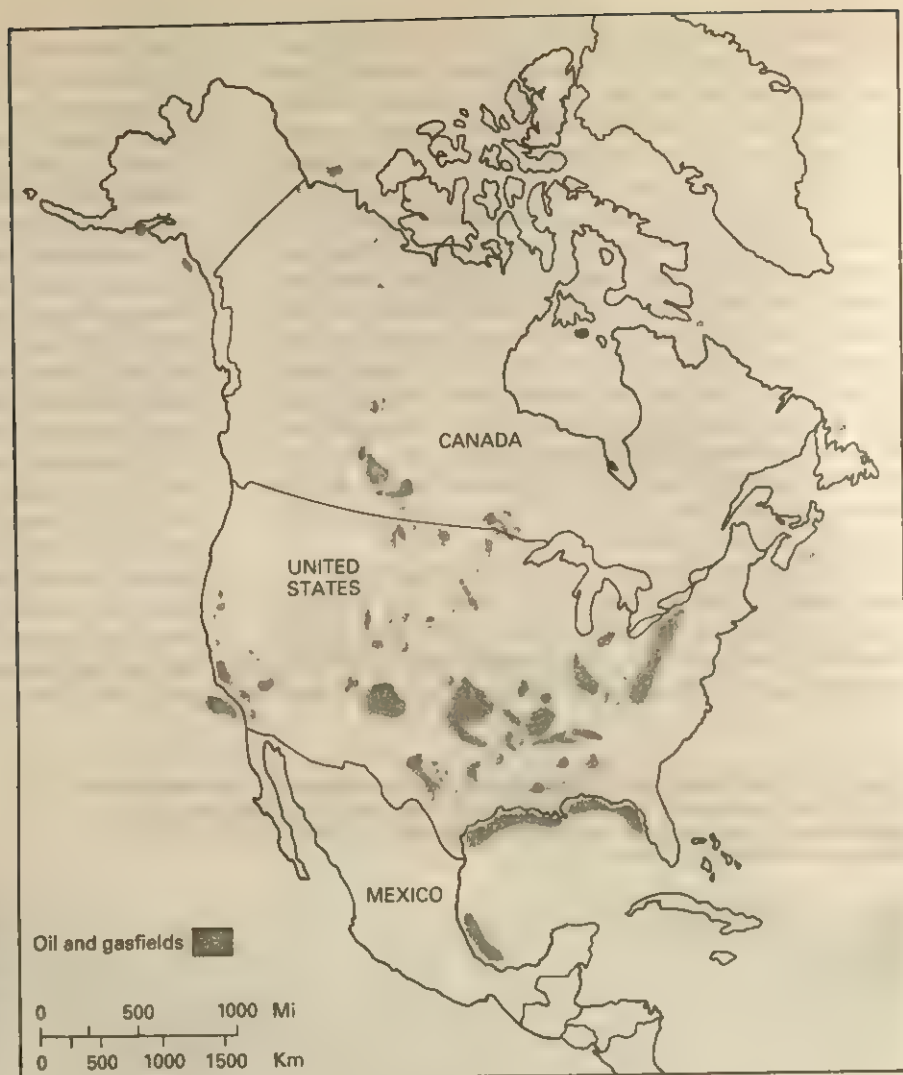 CANADA
UNITED
STATES
MEXICO
Oil and gasfields
0 500 1000 Mi
0 500 1000 1500 Km